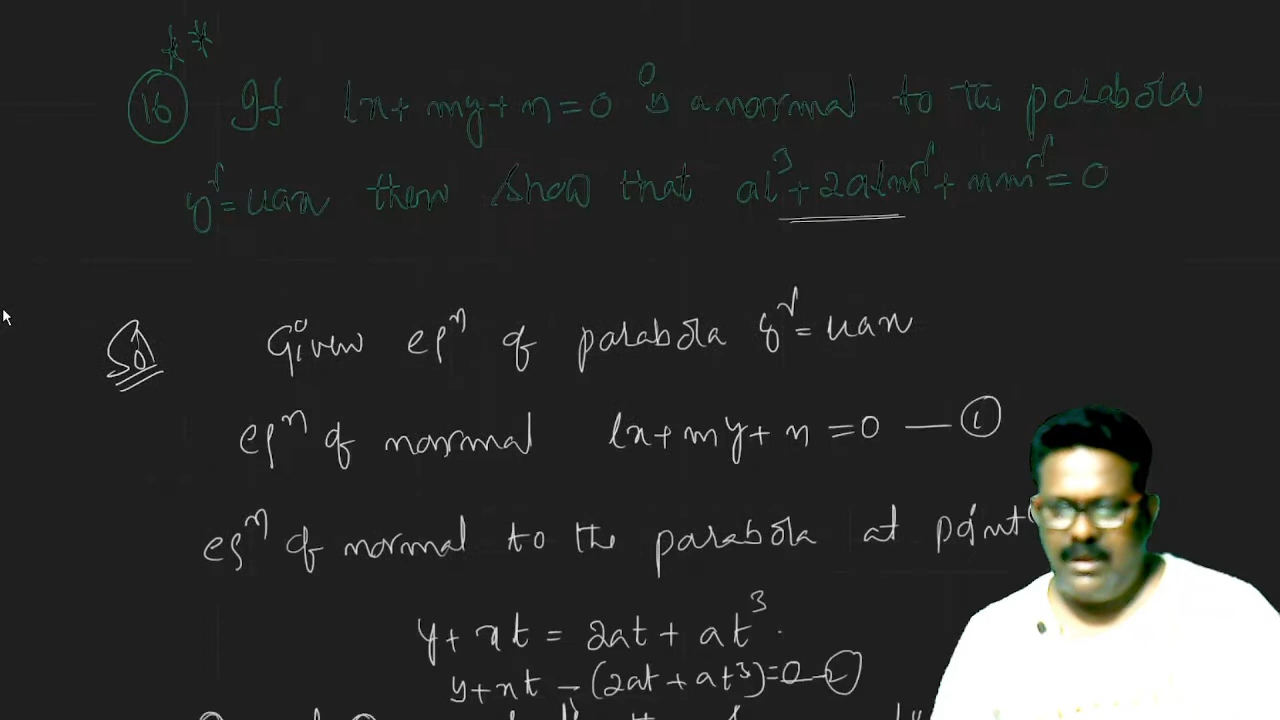 **
16 If lx + my + n = 0 is a normal to the parabola
y² = 4ax then show that al³ + 2alm² + nm² = 0
Sol Given eqⁿ of parabola y² = 4ax
eqⁿ of normal lx + my + n = 0 — ①
eqⁿ of normal to the parabola at point
y + xt = 2at + at³.
y + xt - (2at + at³) = 0 — ②